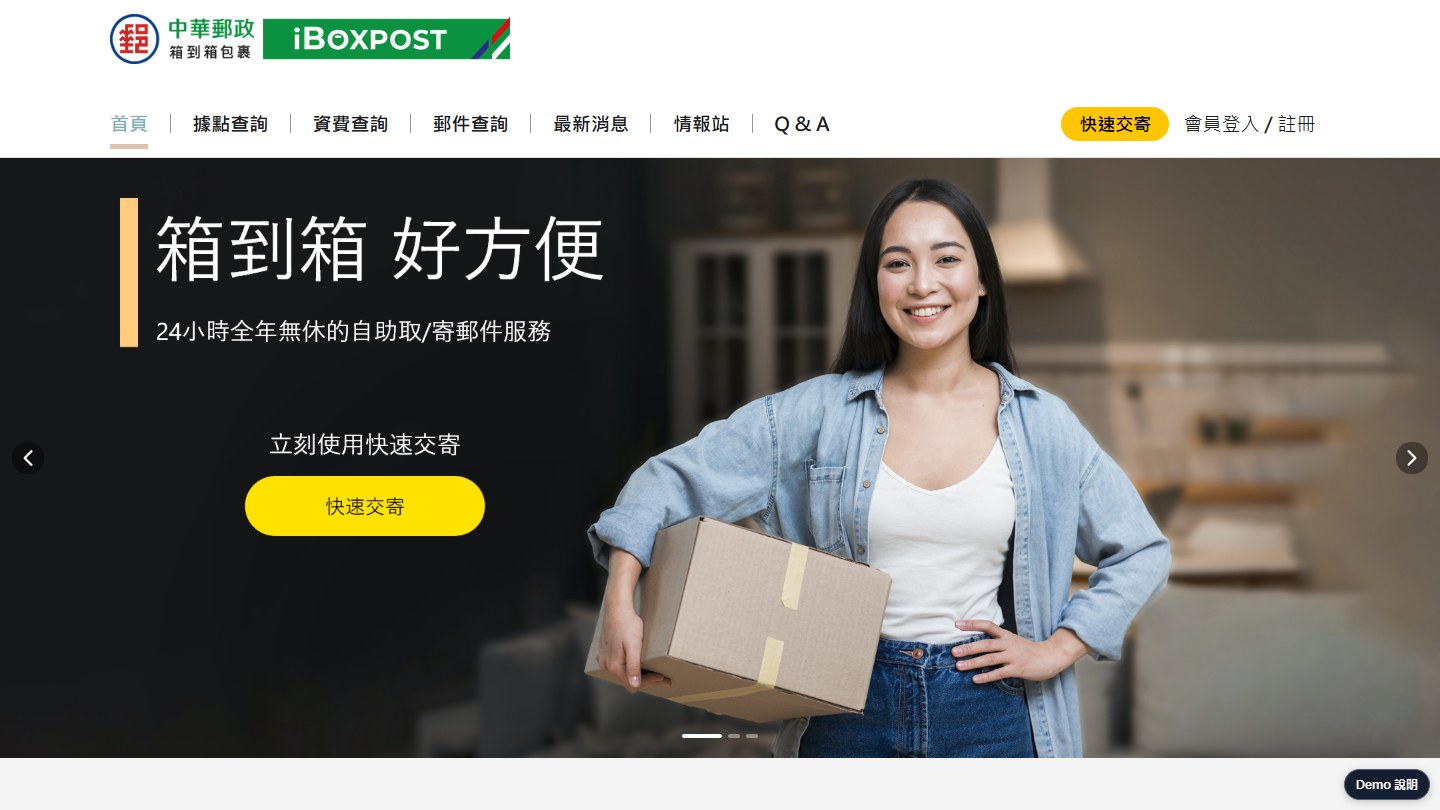 中華郵政
箱到箱包裹
iBOXPOST
首頁
據點查詢
資費查詢
郵件查詢
最新消息
情報站
Q & A
快速交寄
會員登入 / 註冊
箱到箱 好方便
24小時全年無休的自助取/寄郵件服務
立刻使用快速交寄
快速交寄
Demo 說明